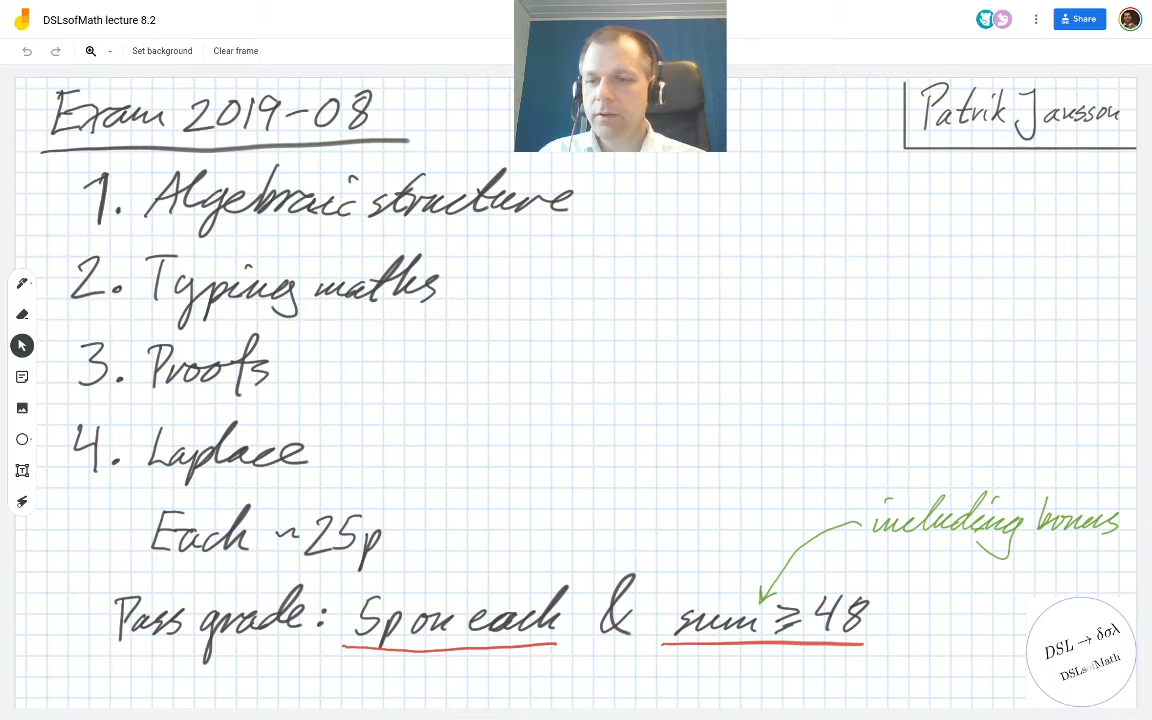 DSLsofMath lecture 8.2
Share
Set background
Clear frame
Exam 2019-08
Patrik Jansson
1. Algebraic structure
2. Typing maths
3. Proofs
4. Laplace
Each ~25p
including bonus
Pass grade: 5p on each & sum ≥ 48
DSL → δσλ
DSLsofMath